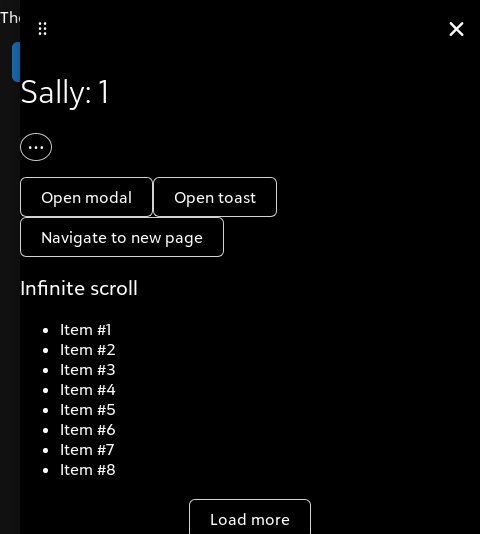 The
Sally: 1
Open modal
Open toast
Navigate to new page
Infinite scroll
Item #1
Item #2
Item #3
Item #4
Item #5
Item #6
Item #7
Item #8
Load more